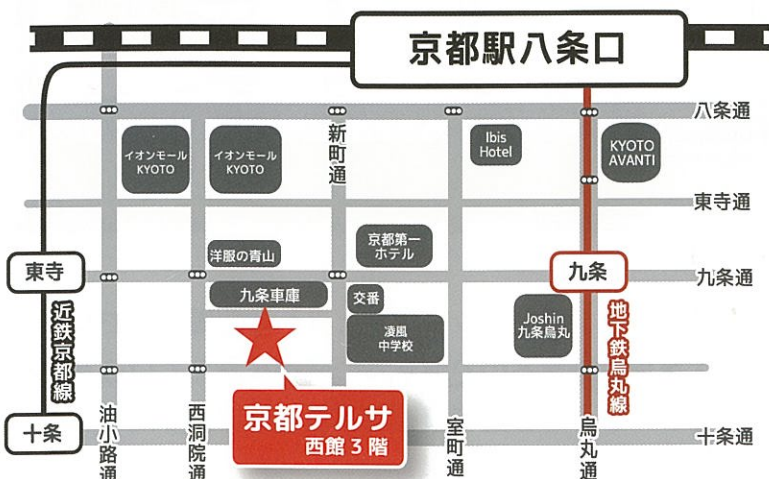 京都駅八条口
八条通
イオンモール
KYOTO
イオンモール
KYOTO
新町通
Ibis
Hotel
KYOTO
AVANTI
東寺通
洋服の青山
京都第一
ホテル
東寺
九条
九条通
九条車庫
交番
凌風
中学校
Joshin
九条烏丸
近鉄京都線
地下鉄烏丸線
京都テルサ
西館3階
十条
油小路通
西洞院通
室町通
烏丸通
十条通